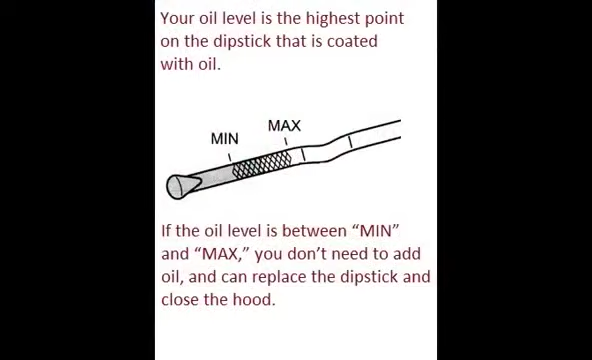 Your oil level is the highest point
on the dipstick that is coated
with oil.
MAX
MIN
If the oil level is between “MIN”
and “MAX,” you don’t need to add
oil, and can replace the dipstick and
close the hood.